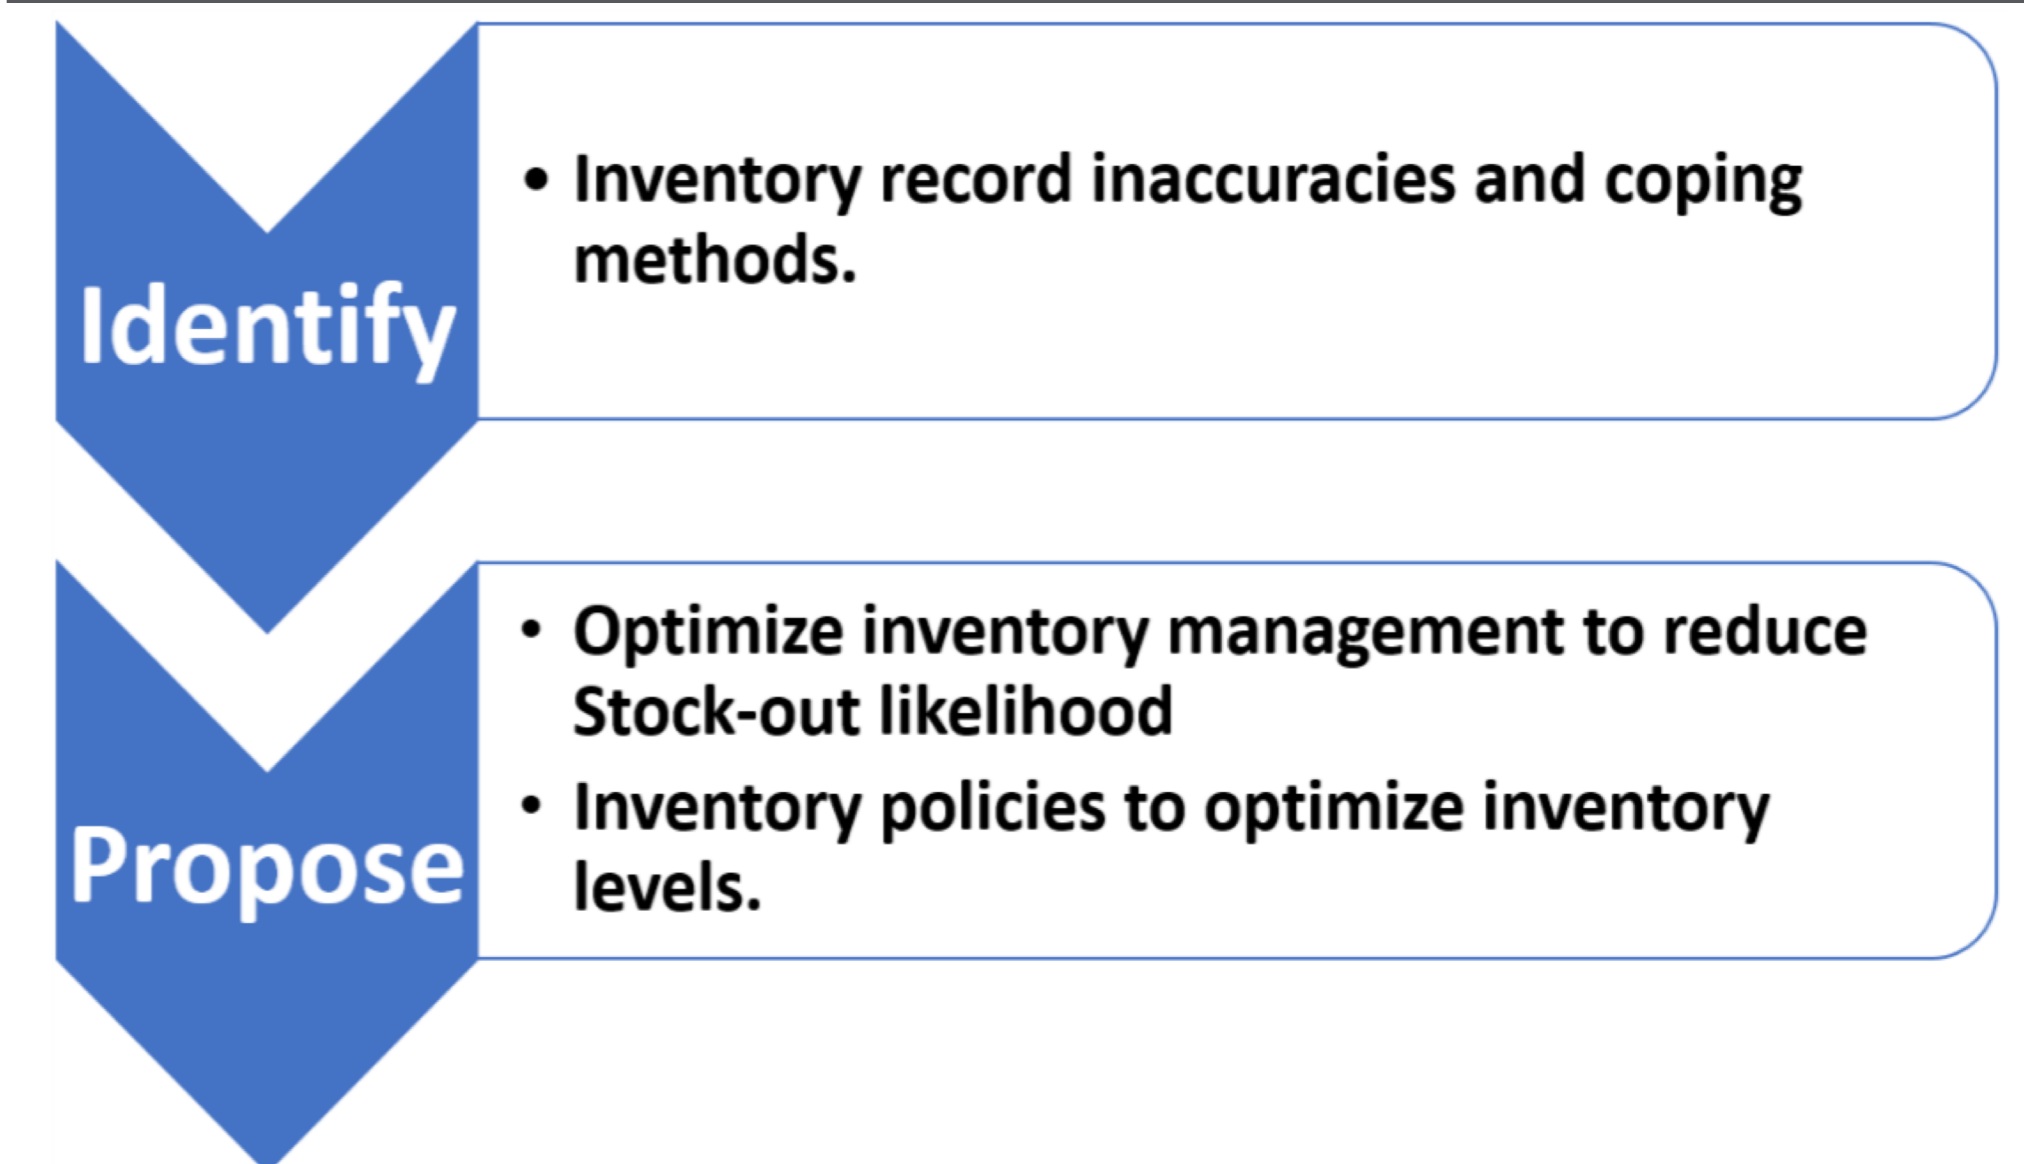 Identify
• Inventory record inaccuracies and coping
methods.
Propose
• Optimize inventory management to reduce
Stock-out likelihood
• Inventory policies to optimize inventory
levels.